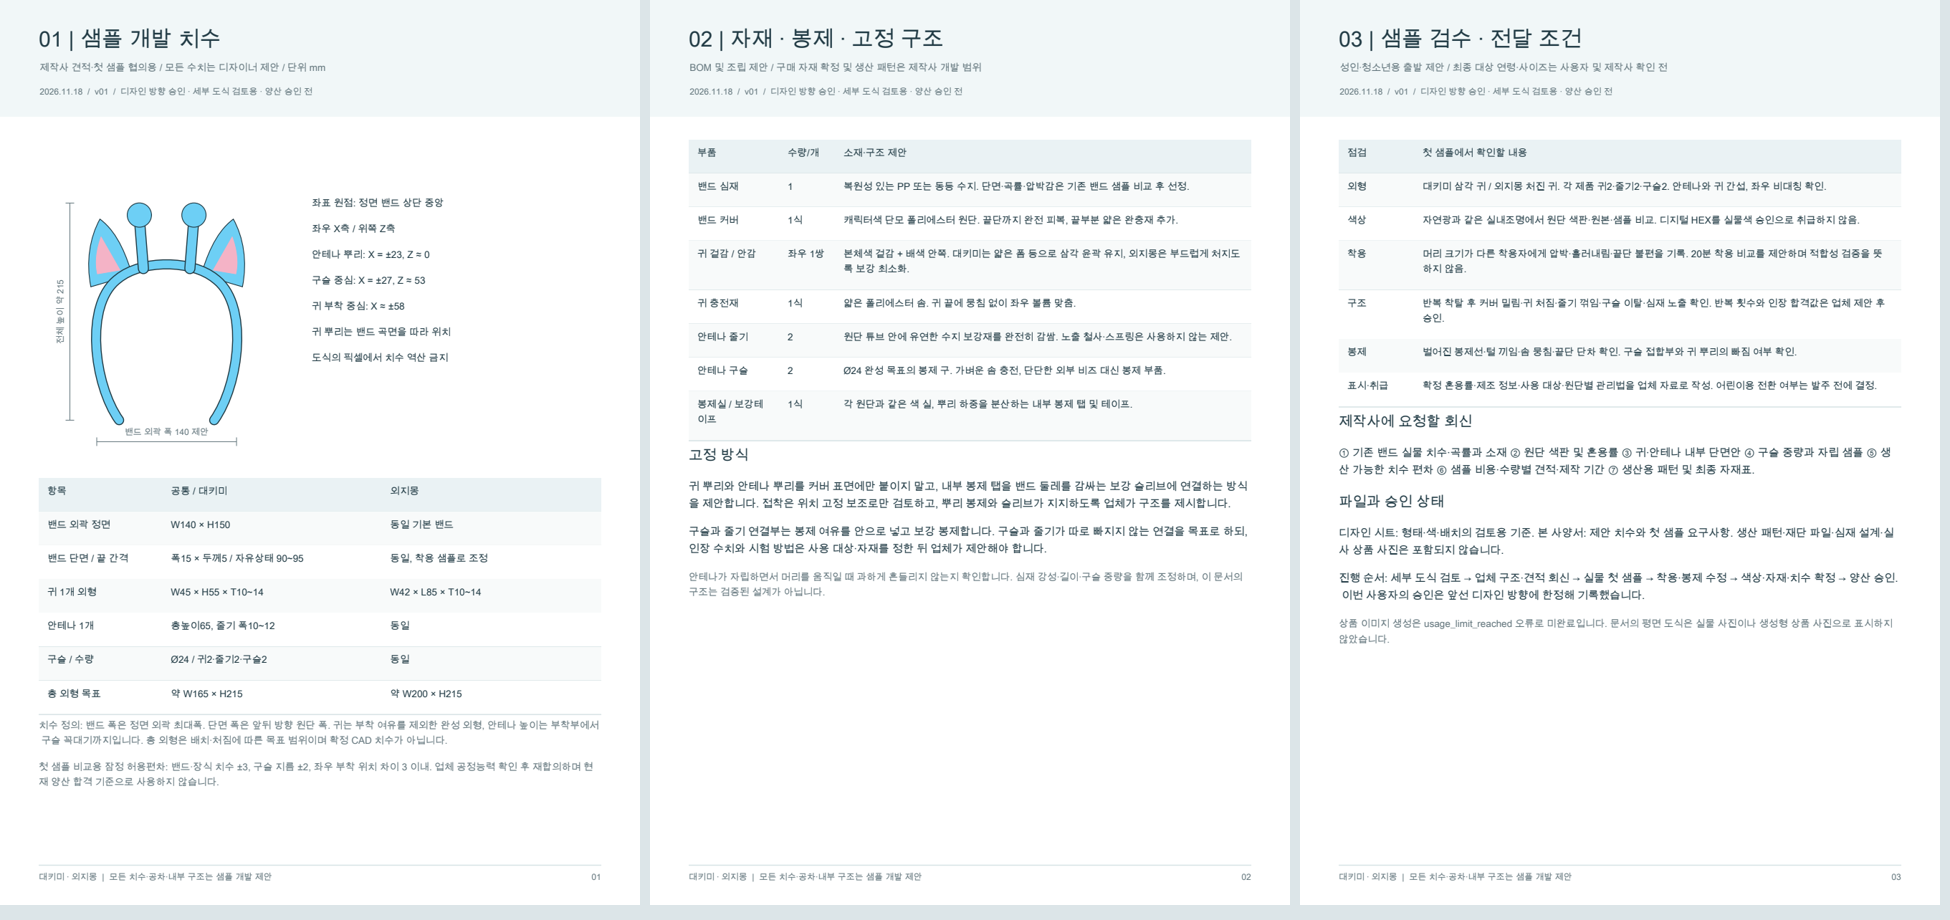 01 | 샘플 개발 치수
제작사 견적·첫 샘플 협의용 / 모든 수치는 디자이너 제안 / 단위 mm
2026.11.18 / v01 / 디자인 방향 승인 · 세부 도식 검토용 · 양산 승인 전
전체 높이 약 215
밴드 외곽 폭 140 제안
좌표 원점: 정면 밴드 상단 중앙
좌우 X축 / 위쪽 Z축
안테나 뿌리: X = ±23, Z ≈ 0
구슬 중심: X = ±27, Z ≈ 53
귀 부착 중심: X ≈ ±58
귀 뿌리는 밴드 곡면을 따라 위치
도식의 픽셀에서 치수 역산 금지
항목 공통 / 대키미 외지몽
밴드 외곽 정면 W140 × H150 동일 기본 밴드
밴드 단면 / 끝 간격 폭15 × 두께5 / 자유상태 90~95 동일, 착용 샘플로 조정
귀 1개 외형 W45 × H55 × T10~14 W42 × L85 × T10~14
안테나 1개 총높이65, 줄기 폭10~12 동일
구슬 / 수량 Ø24 / 귀2·줄기2·구슬2 동일
총 외형 목표 약 W165 × H215 약 W200 × H215
치수 정의: 밴드 폭은 정면 외곽 최대폭. 단면 폭은 앞뒤 방향 원단 폭. 귀는 부착 여유를 제외한 완성 외형, 안테나 높이는 부착부에서
구슬 꼭대기까지입니다. 총 외형은 배치·처짐에 따른 목표 범위이며 확정 CAD 치수가 아닙니다.
첫 샘플 비교용 잠정 허용편차: 밴드·장식 치수 ±3, 구슬 지름 ±2, 좌우 부착 위치 차이 3 이내. 업체 공정능력 확인 후 재합의하며 현
재 양산 합격 기준으로 사용하지 않습니다.
대키미 · 외지몽 | 모든 치수·공차·내부 구조는 샘플 개발 제안 01
02 | 자재 · 봉제 · 고정 구조
BOM 및 조립 제안 / 구매 자재 확정 및 생산 패턴은 제작사 개발 범위
2026.11.18 / v01 / 디자인 방향 승인 · 세부 도식 검토용 · 양산 승인 전
부품 수량/개 소재·구조 제안
밴드 심재 1 복원성 있는 PP 또는 동등 수지. 단면·곡률·압박감은 기존 밴드 샘플 비교 후 선정.
밴드 커버 1식 캐릭터색 단모 폴리에스터 원단. 끝단까지 완전 피복, 끝부분 얇은 완충재 추가.
귀 겉감 / 안감 좌우 1쌍 본체색 겉감 + 배색 안쪽. 대키미는 얇은 폼 등으로 삼각 윤곽 유지, 외지몽은 부드럽게 처지도
록 보강 최소화.
귀 충전재 1식 얇은 폴리에스터 솜. 귀 끝에 뭉침 없이 좌우 볼륨 맞춤.
안테나 줄기 2 원단 튜브 안에 유연한 수지 보강재를 완전히 감쌈. 노출 철사·스프링은 사용하지 않는 제안.
안테나 구슬 2 Ø24 완성 목표의 봉제 구. 가벼운 솜 충전, 단단한 외부 비즈 대신 봉제 부품.
봉제실 / 보강테
이프 1식 각 원단과 같은 색 실, 뿌리 하중을 분산하는 내부 봉제 탭 및 테이프.
고정 방식
귀 뿌리와 안테나 뿌리를 커버 표면에만 붙이지 말고, 내부 봉제 탭을 밴드 둘레를 감싸는 보강 슬리브에 연결하는 방식
을 제안합니다. 접착은 위치 고정 보조로만 검토하고, 뿌리 봉제와 슬리브가 지지하도록 업체가 구조를 제시합니다.
구슬과 줄기 연결부는 봉제 여유를 안으로 넣고 보강 봉제합니다. 구슬과 줄기가 따로 빠지지 않는 연결을 목표로 하되,
인장 수치와 시험 방법은 사용 대상·자재를 정한 뒤 업체가 제안해야 합니다.
안테나가 자립하면서 머리를 움직일 때 과하게 흔들리지 않는지 확인합니다. 심재 강성·길이·구슬 중량을 함께 조정하며, 이 문서의
구조는 검증된 설계가 아닙니다.
대키미 · 외지몽 | 모든 치수·공차·내부 구조는 샘플 개발 제안 02
03 | 샘플 검수 · 전달 조건
성인·청소년용 출발 제안 / 최종 대상 연령·사이즈는 사용자 및 제작사 확인 전
2026.11.18 / v01 / 디자인 방향 승인 · 세부 도식 검토용 · 양산 승인 전
점검 첫 샘플에서 확인할 내용
외형 대키미 삼각 귀 / 외지몽 처진 귀. 각 제품 귀2·줄기2·구슬2. 안테나와 귀 간섭, 좌우 비대칭 확인.
색상 자연광과 같은 실내조명에서 원단 색판·원본·샘플 비교. 디지털 HEX를 실물색 승인으로 취급하지 않음.
착용 머리 크기가 다른 착용자에게 압박·흘러내림·끝단 불편을 기록. 20분 착용 비교를 제안하며 적합성 검증을 뜻
하지 않음.
구조 반복 착탈 후 커버 밀림·귀 처짐·줄기 꺾임·구슬 이탈·심재 노출 확인. 반복 횟수와 인장 합격값은 업체 제안 후
승인.
봉제 벌어진 봉제선·털 끼임·솜 뭉침·끝단 단차 확인. 구슬 접합부와 귀 뿌리의 빠짐 여부 확인.
표시·취급 확정 혼용률·제조 정보·사용 대상·원단별 관리법을 업체 자료로 작성. 어린이용 전환 여부는 발주 전에 결정.
제작사에 요청할 회신
① 기존 밴드 실물 치수·곡률과 소재 ② 원단 색판 및 혼용률 ③ 귀·안테나 내부 단면안 ④ 구슬 중량과 자립 샘플 ⑤ 생
산 가능한 치수 편차 ⑥ 샘플 비용·수량별 견적·제작 기간 ⑦ 생산용 패턴 및 최종 자재표.
파일과 승인 상태
디자인 시트: 형태·색·배치의 검토용 기준. 본 사양서: 제안 치수와 첫 샘플 요구사항. 생산 패턴·재단 파일·심재 설계·실
사 상품 사진은 포함되지 않습니다.
진행 순서: 세부 도식 검토 → 업체 구조·견적 회신 → 실물 첫 샘플 → 착용·봉제 수정 → 색상·자재·치수 확정 → 양산 승인.
이번 사용자의 승인은 앞선 디자인 방향에 한정해 기록했습니다.
상품 이미지 생성은 usage_limit_reached 오류로 미완료입니다. 문서의 평면 도식은 실물 사진이나 생성형 상품 사진으로 표시하지
않았습니다.
대키미 · 외지몽 | 모든 치수·공차·내부 구조는 샘플 개발 제안 03